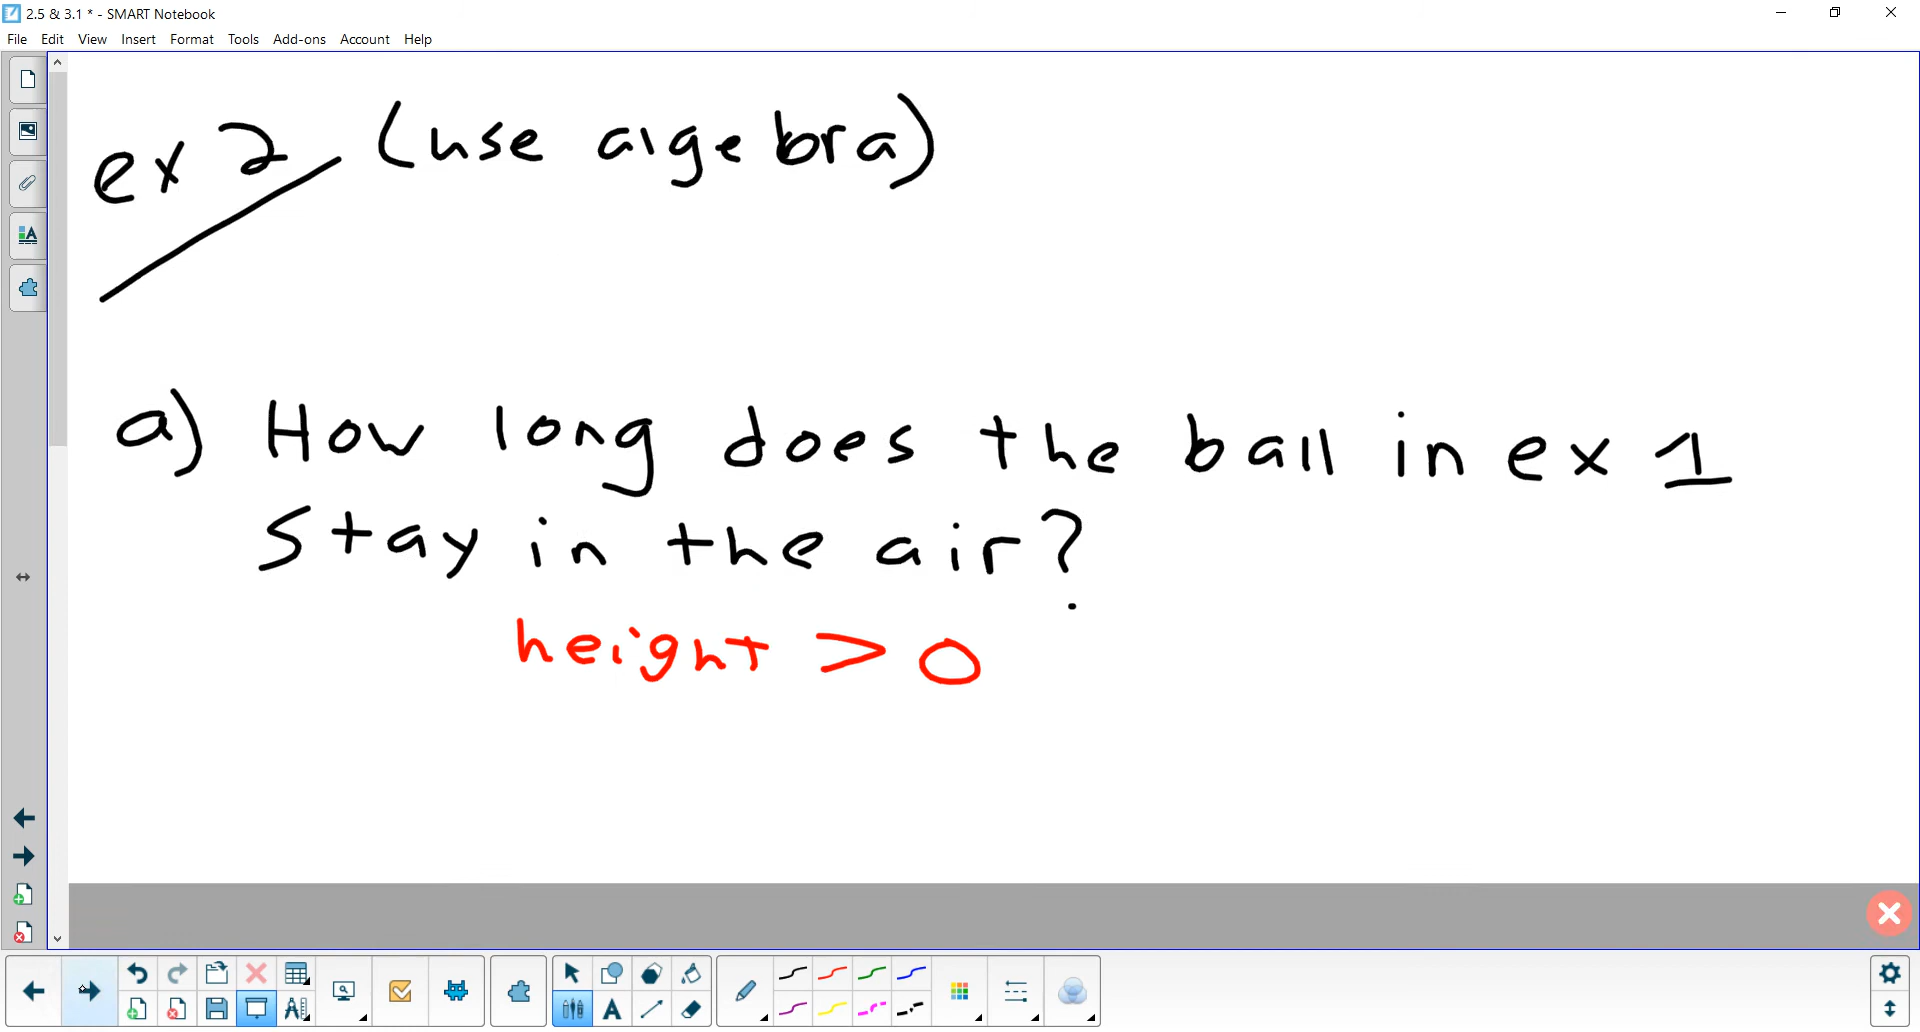 2.5 & 3.1 * - SMART Notebook
File Edit View Insert Format Tools Add-ons Account Help
ex 2 (use algebra)
a) How long does the ball in ex 1
stay in the air?
height > 0